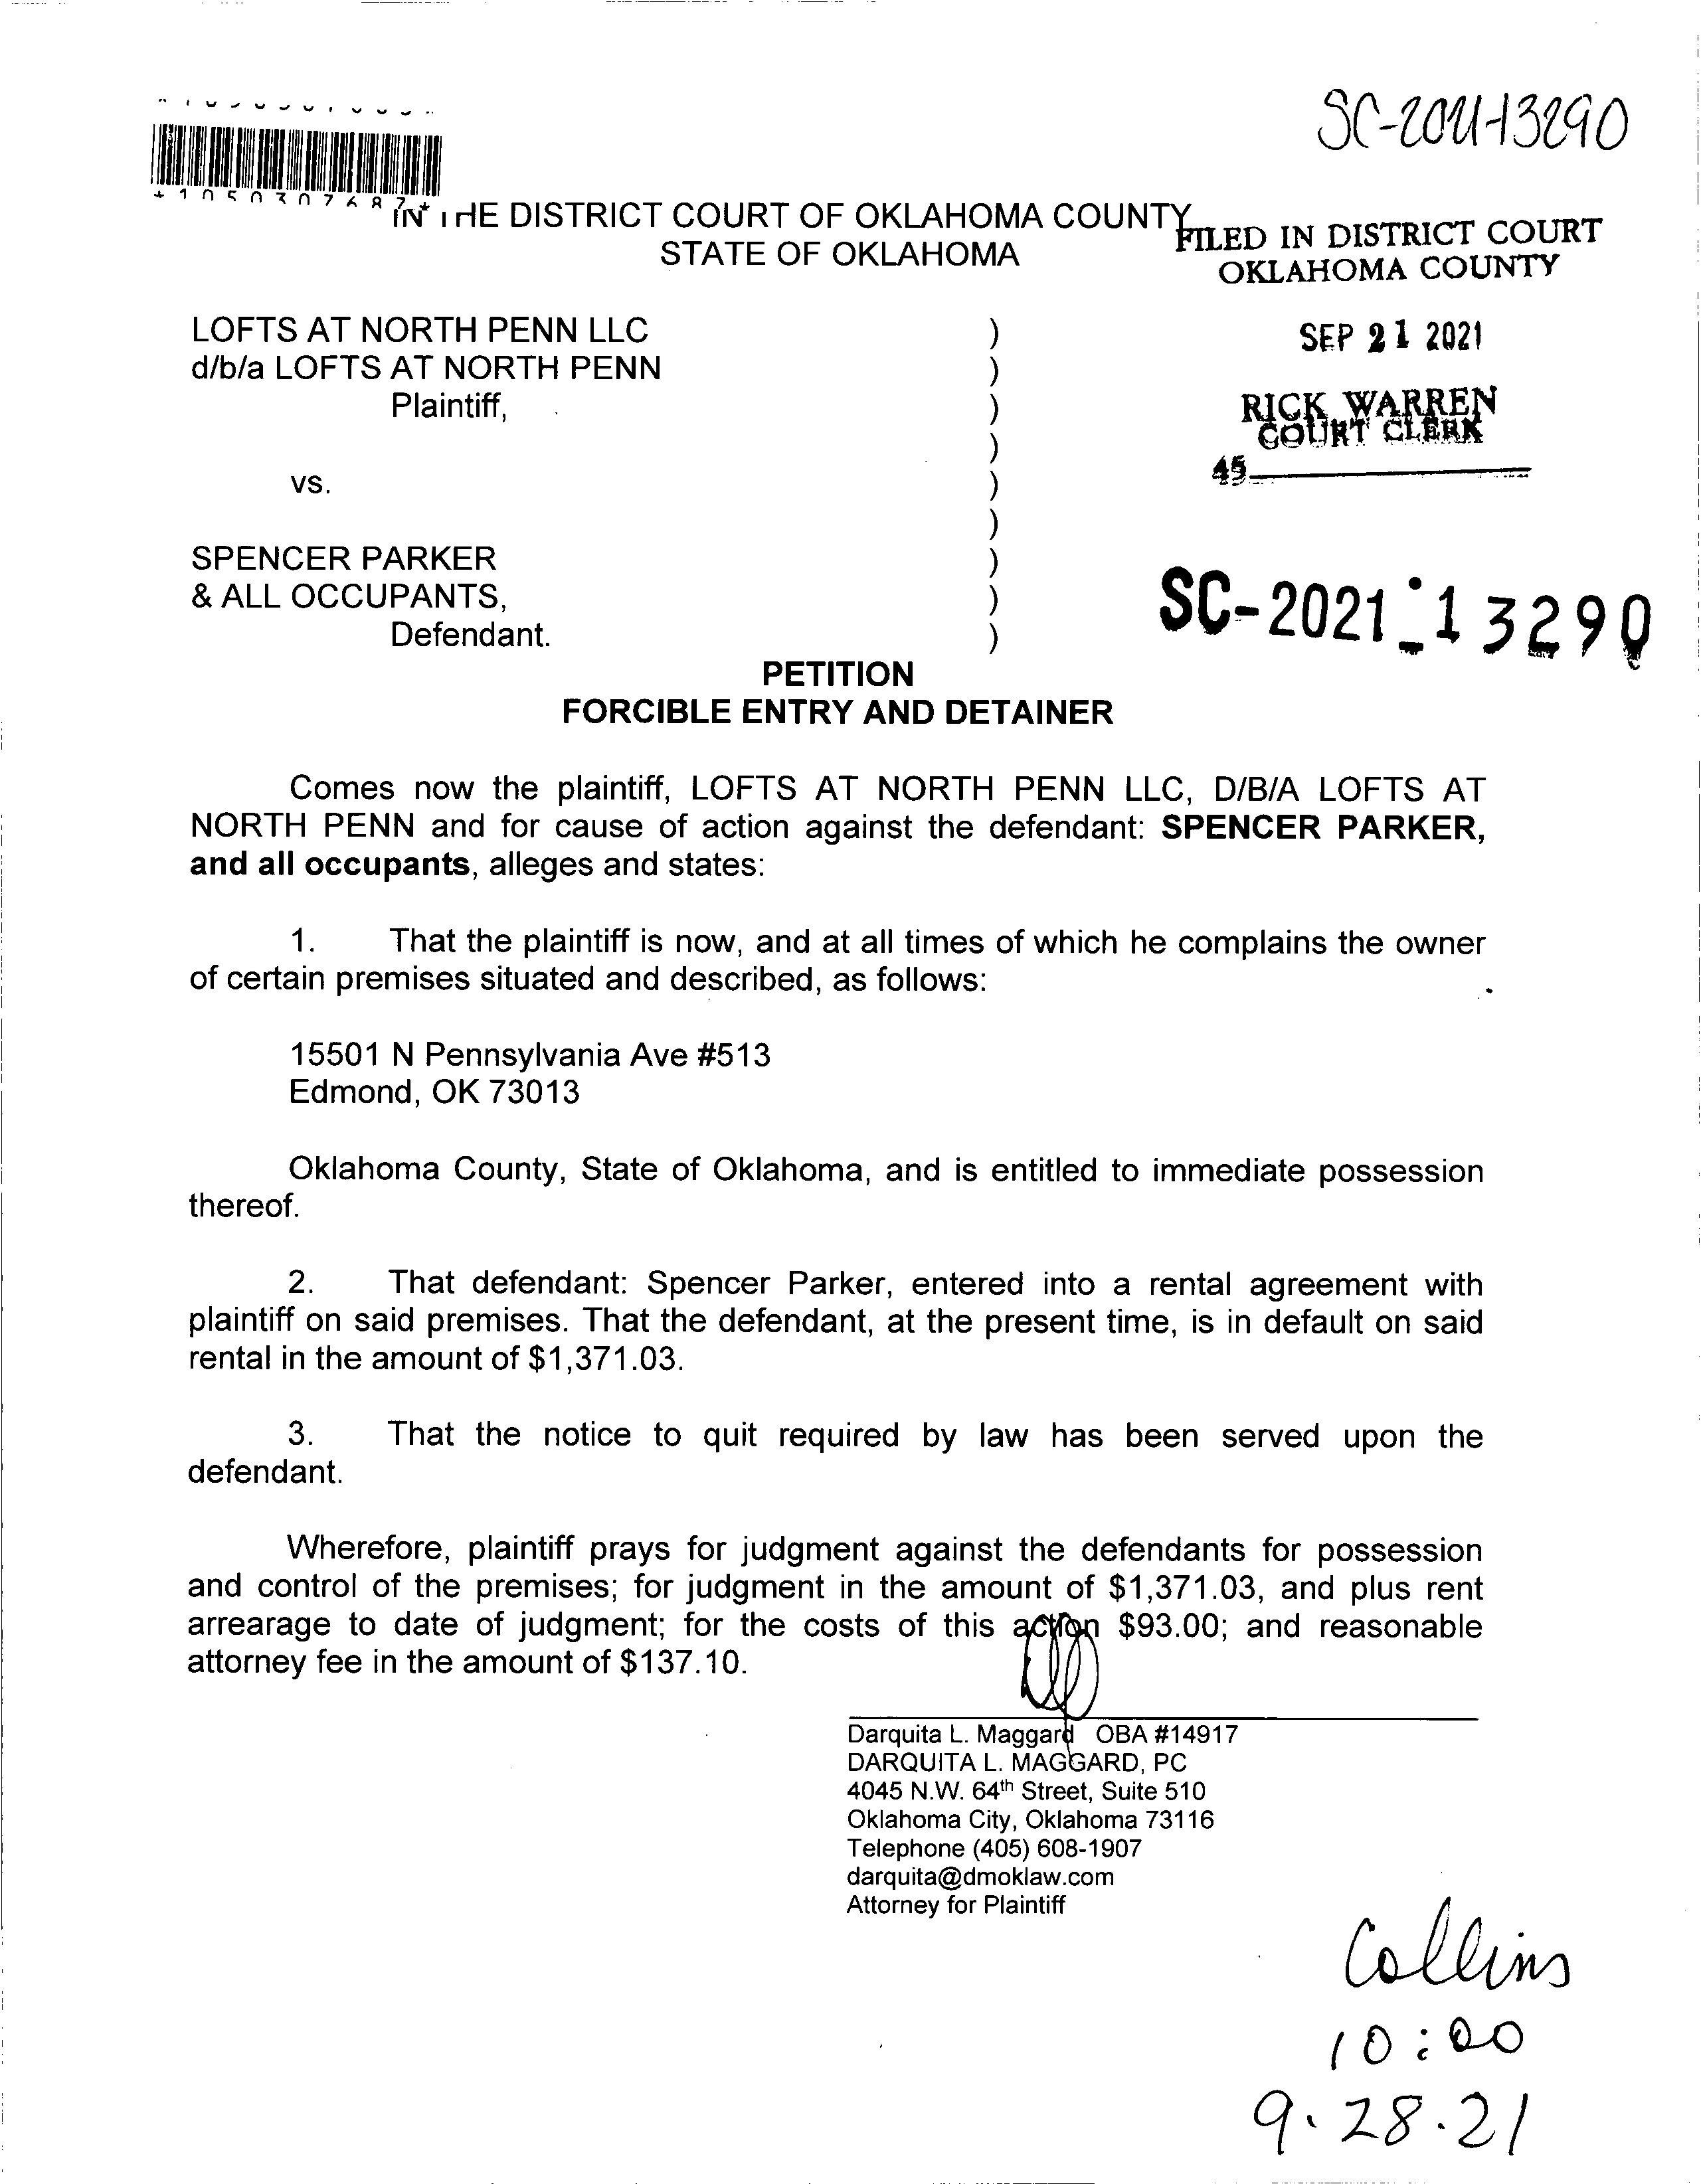 SC-2021-13290
*1050307687*
IN THE DISTRICT COURT OF OKLAHOMA COUNTY
STATE OF OKLAHOMA
FILED IN DISTRICT COURT
OKLAHOMA COUNTY
SEP 21 2021
RICK WARREN
COURT CLERK
45
LOFTS AT NORTH PENN LLC )
d/b/a LOFTS AT NORTH PENN )
Plaintiff, )
)
vs. )
)
SPENCER PARKER )
& ALL OCCUPANTS, )
Defendant. )
SC-2021-13290
PETITION
FORCIBLE ENTRY AND DETAINER
Comes now the plaintiff, LOFTS AT NORTH PENN LLC, D/B/A LOFTS AT
NORTH PENN and for cause of action against the defendant: SPENCER PARKER,
and all occupants, alleges and states:
1. That the plaintiff is now, and at all times of which he complains the owner
of certain premises situated and described, as follows:
15501 N Pennsylvania Ave #513
Edmond, OK 73013
Oklahoma County, State of Oklahoma, and is entitled to immediate possession
thereof.
2. That defendant: Spencer Parker, entered into a rental agreement with
plaintiff on said premises. That the defendant, at the present time, is in default on said
rental in the amount of $1,371.03.
3. That the notice to quit required by law has been served upon the
defendant.
Wherefore, plaintiff prays for judgment against the defendants for possession
and control of the premises; for judgment in the amount of $1,371.03, and plus rent
arrearage to date of judgment; for the costs of this action $93.00; and reasonable
attorney fee in the amount of $137.10.
Darquita L. Maggard OBA #14917
DARQUITA L. MAGGARD, PC
4045 N.W. 64th Street, Suite 510
Oklahoma City, Oklahoma 73116
Telephone (405) 608-1907
darquita@dmoklaw.com
Attorney for Plaintiff
Collins
10:00
9.28.21